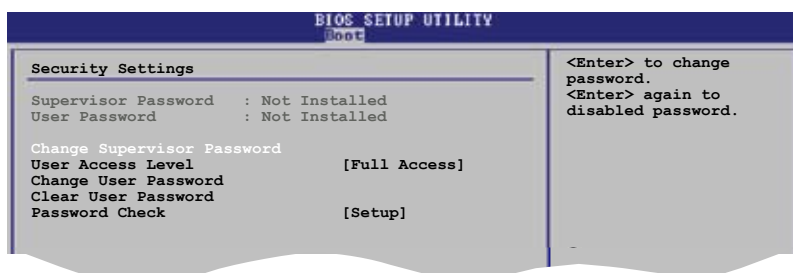 BIOS SETUP UTILITY
Boot
Security Settings
Supervisor Password : Not Installed
User Password : Not Installed
Change Supervisor Password
User Access Level [Full Access]
Change User Password
Clear User Password
Password Check [Setup]
<Enter> to change
password.
<Enter> again to
disabled password.